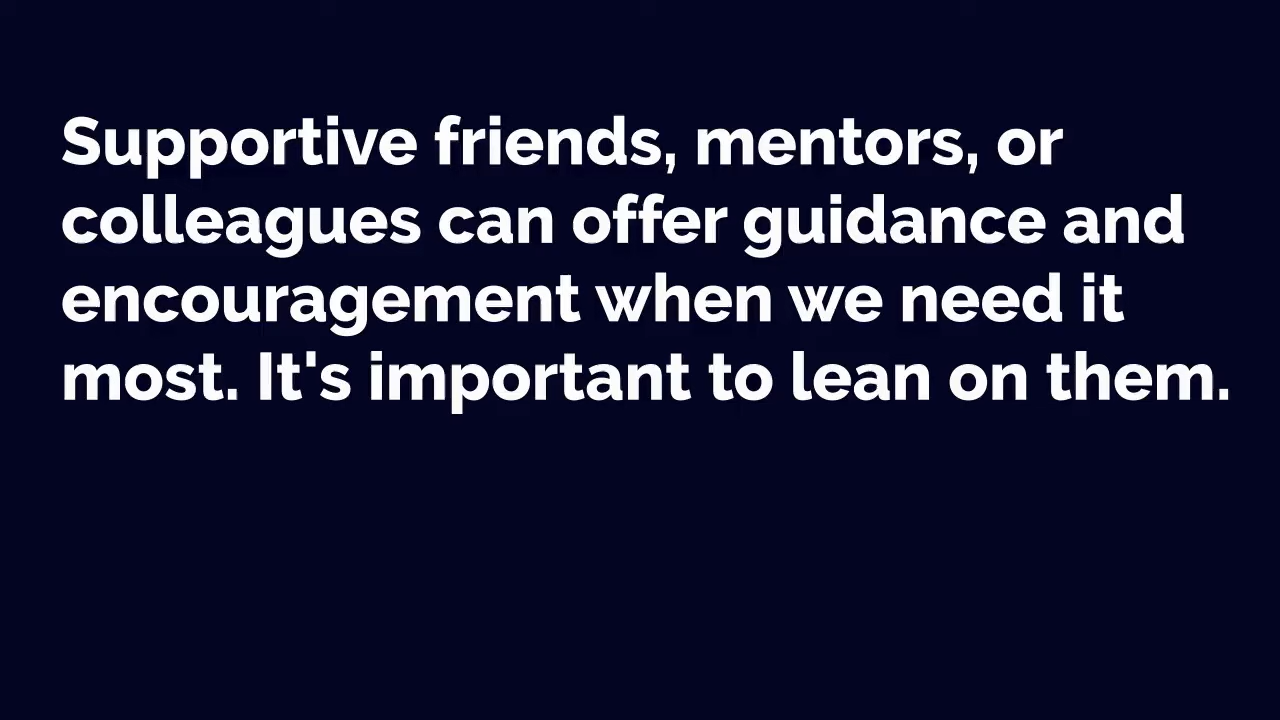 Supportive friends, mentors, or
colleagues can offer guidance and
encouragement when we need it
most. It's important to lean on them.